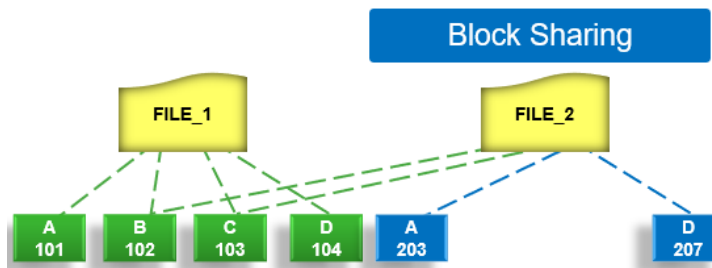 Block Sharing
FILE_1
FILE_2
A
101
B
102
C
103
D
104
A
203
D
207